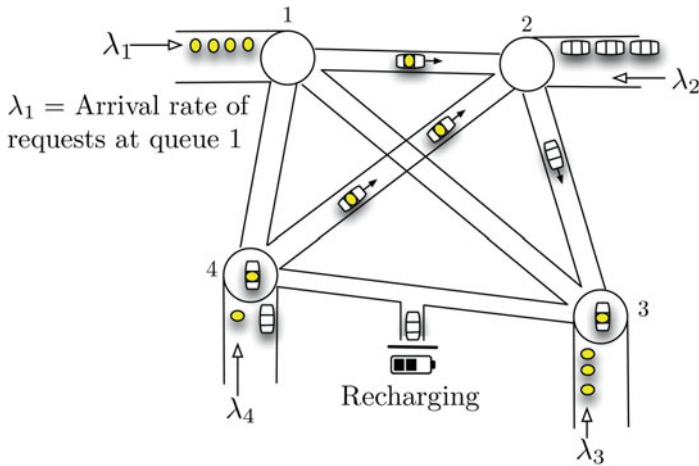 1
2
λ₁
λ₂
λ₁ = Arrival rate of
requests at queue 1
4
3
λ₄
Recharging
λ₃